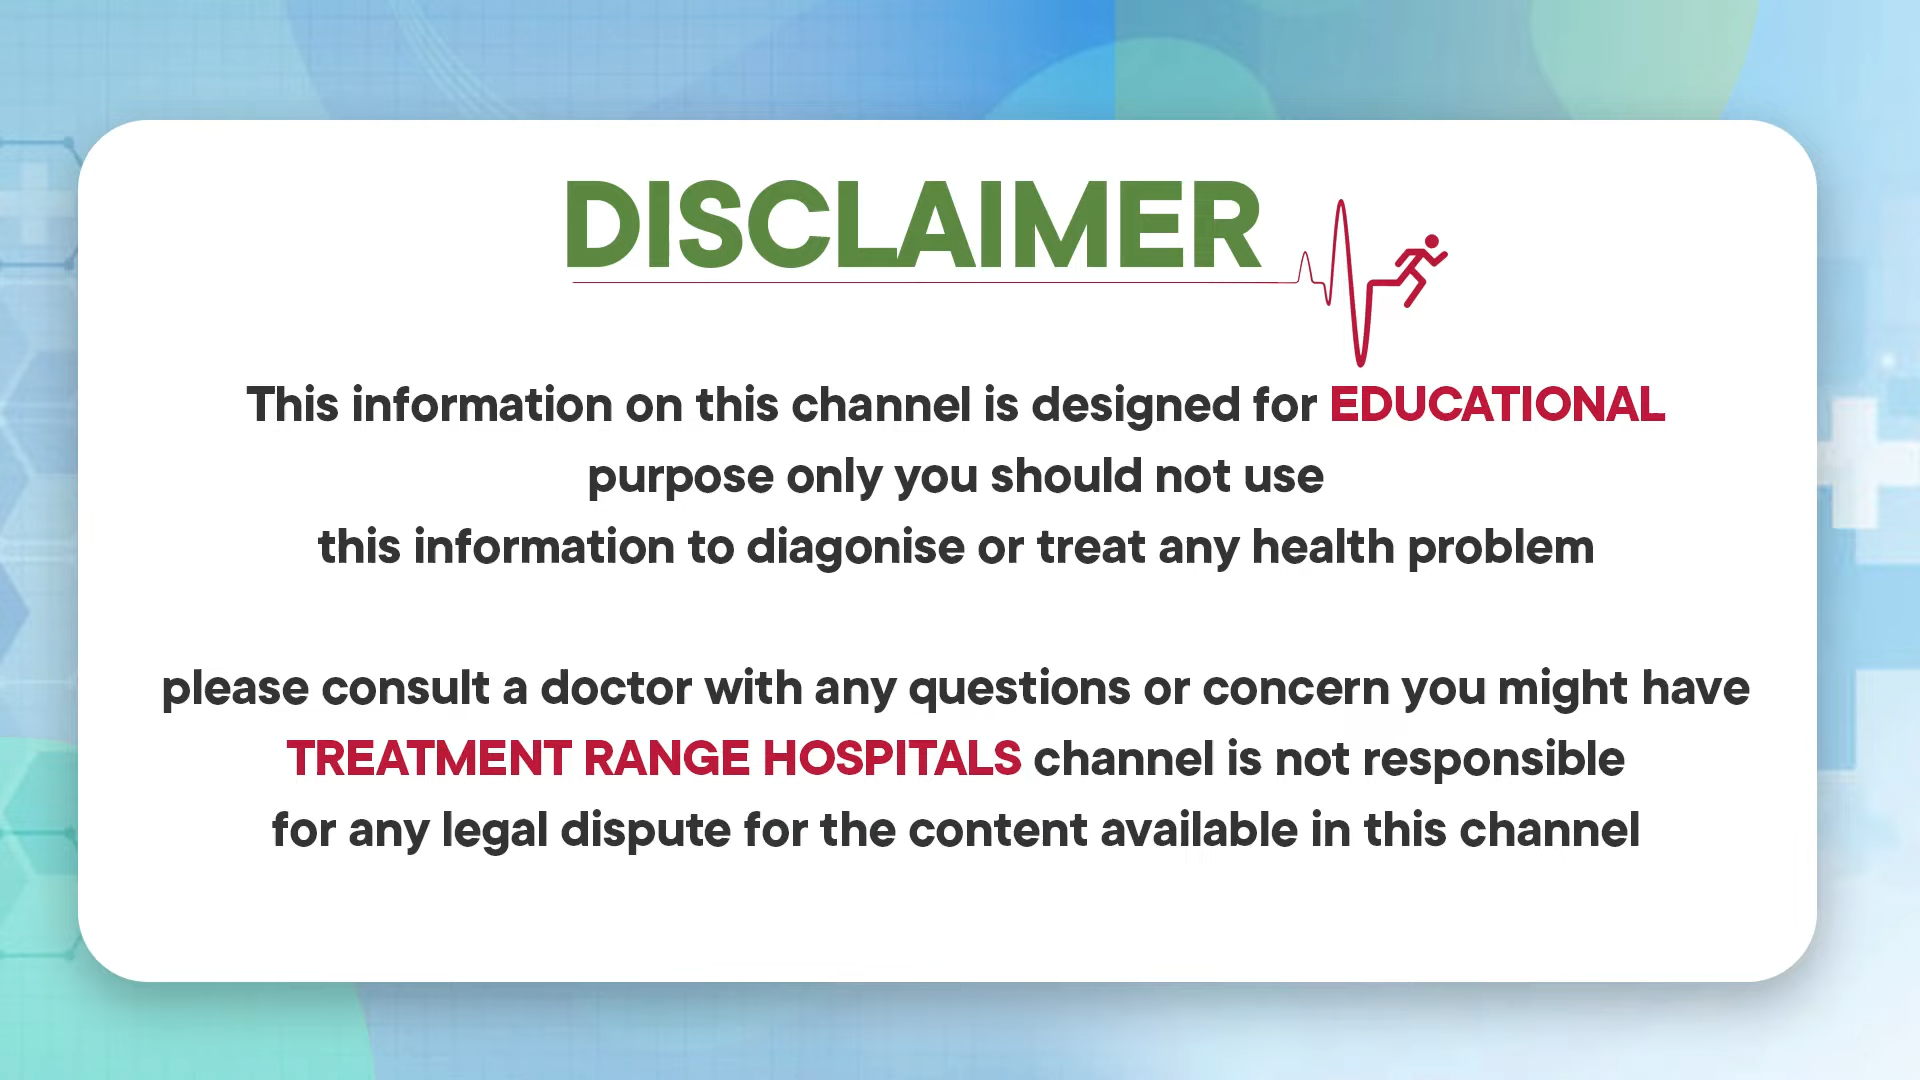 DISCLAIMER
This information on this channel is designed for EDUCATIONAL
purpose only you should not use
this information to diagonise or treat any health problem
please consult a doctor with any questions or concern you might have
TREATMENT RANGE HOSPITALS channel is not responsible
for any legal dispute for the content available in this channel